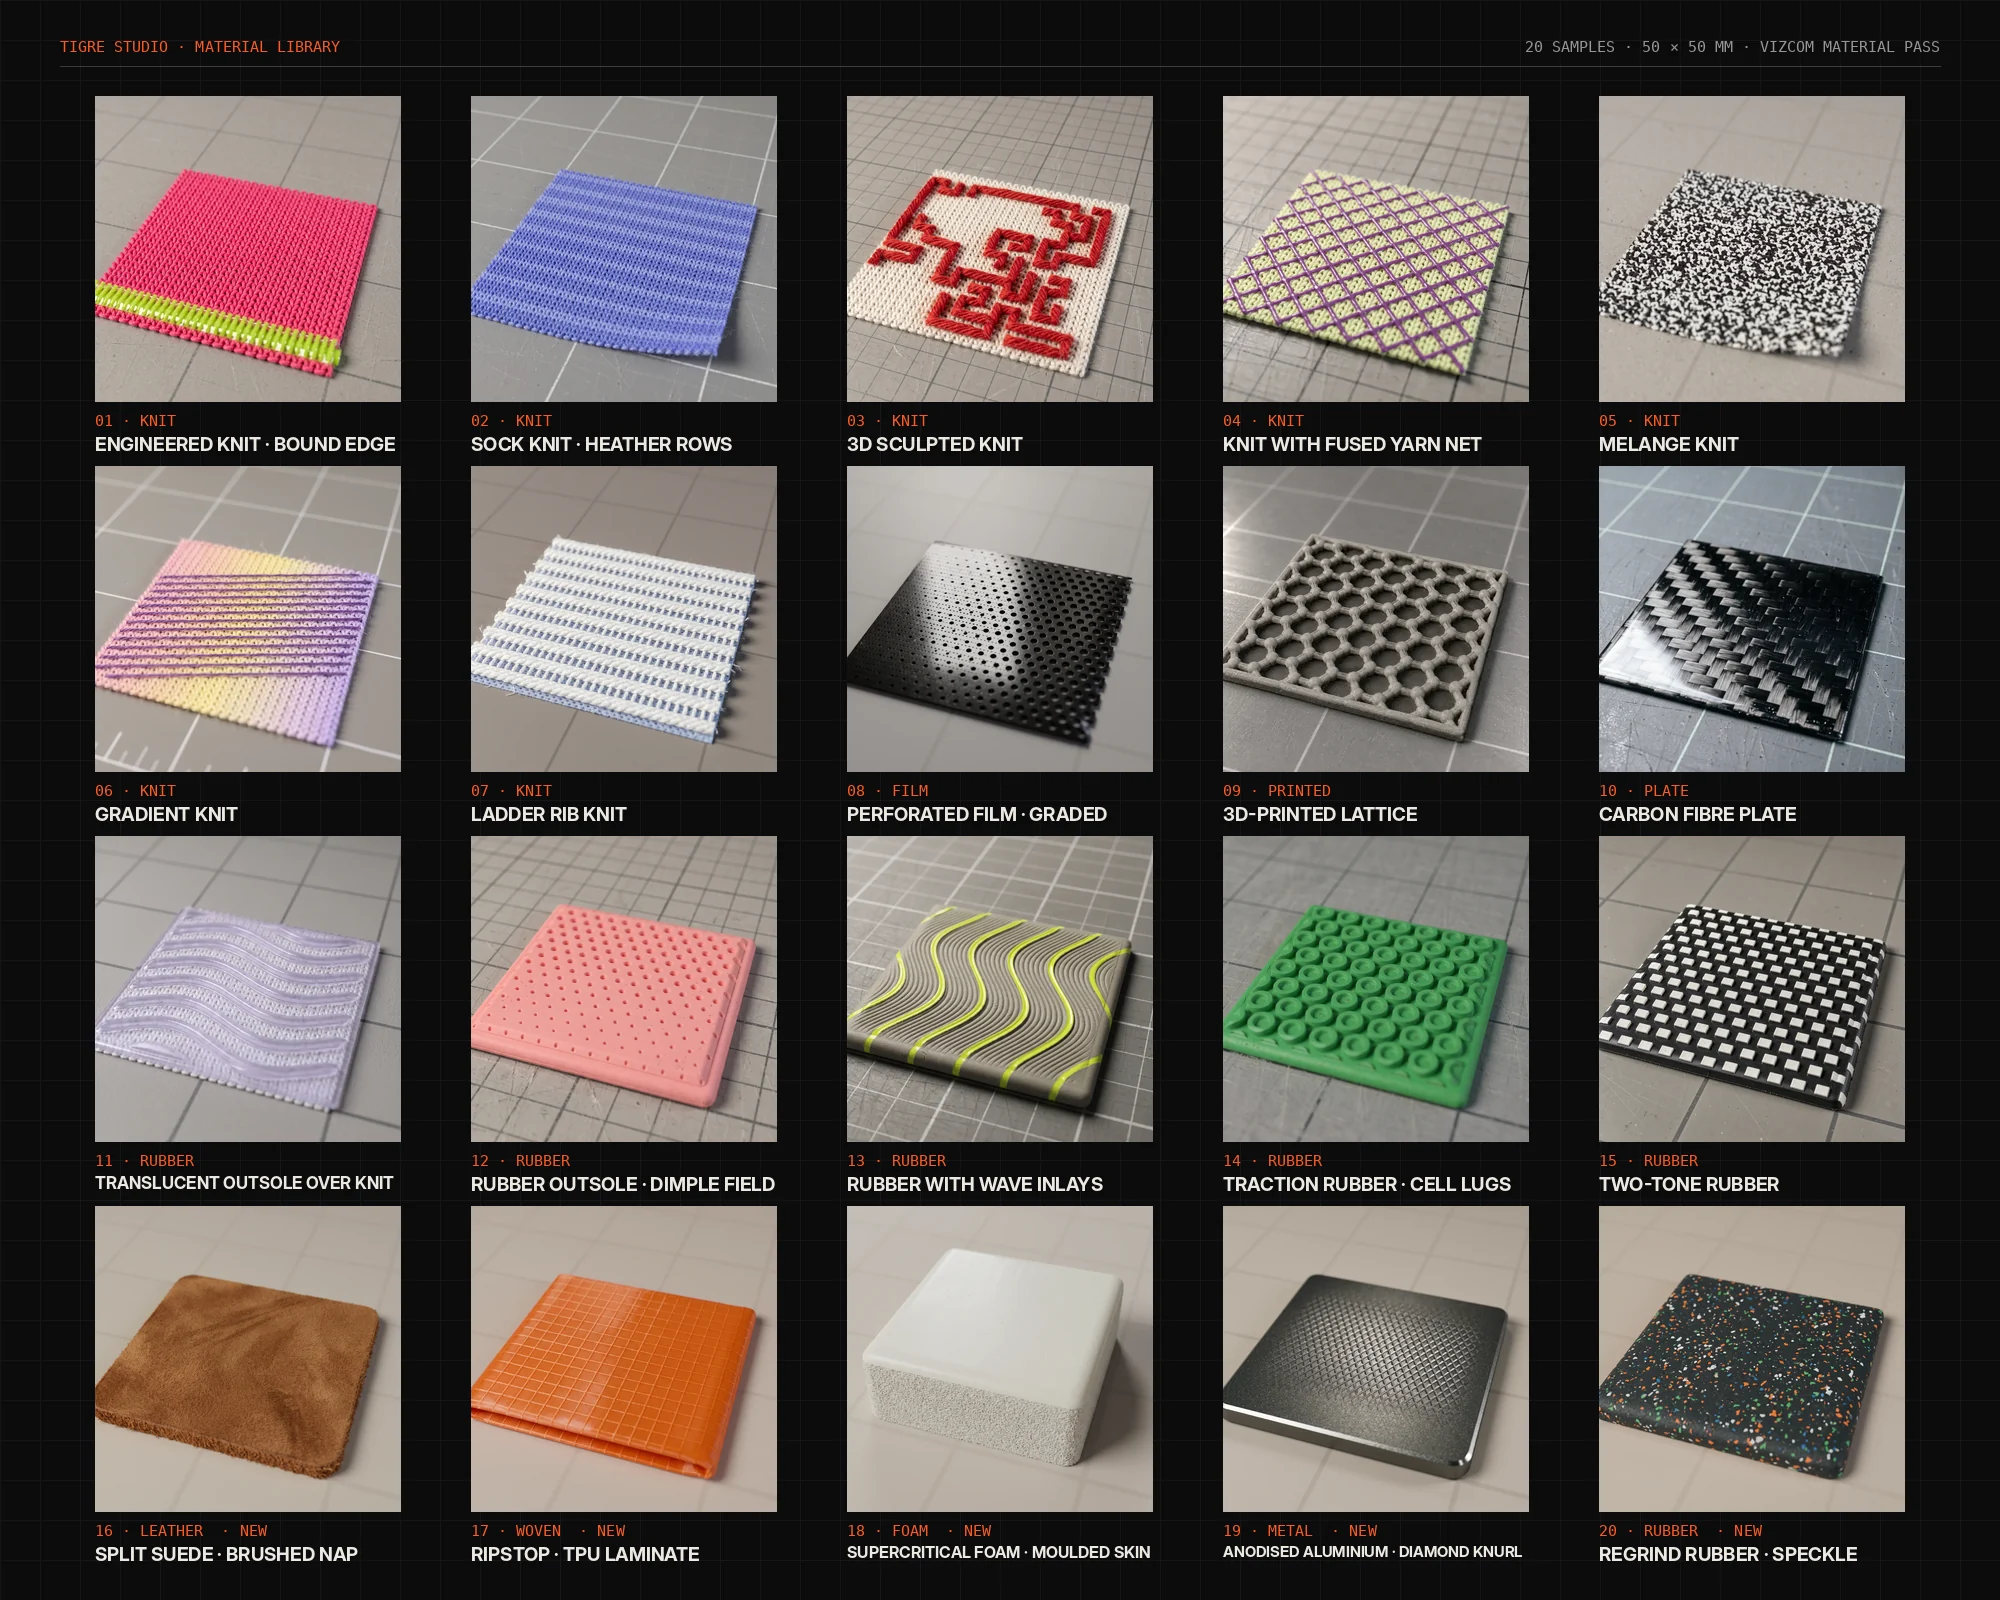 TIGRE STUDIO · MATERIAL LIBRARY
20 SAMPLES · 50 × 50 MM · VIZCOM MATERIAL PASS
01 · KNIT
ENGINEERED KNIT · BOUND EDGE
02 · KNIT
SOCK KNIT · HEATHER ROWS
03 · KNIT
3D SCULPTED KNIT
04 · KNIT
KNIT WITH FUSED YARN NET
05 · KNIT
MELANGE KNIT
06 · KNIT
GRADIENT KNIT
07 · KNIT
LADDER RIB KNIT
08 · FILM
PERFORATED FILM · GRADED
09 · PRINTED
3D-PRINTED LATTICE
10 · PLATE
CARBON FIBRE PLATE
11 · RUBBER
TRANSLUCENT OUTSOLE OVER KNIT
12 · RUBBER
RUBBER OUTSOLE · DIMPLE FIELD
13 · RUBBER
RUBBER WITH WAVE INLAYS
14 · RUBBER
TRACTION RUBBER · CELL LUGS
15 · RUBBER
TWO-TONE RUBBER
16 · LEATHER · NEW
SPLIT SUEDE · BRUSHED NAP
17 · WOVEN · NEW
RIPSTOP · TPU LAMINATE
18 · FOAM · NEW
SUPERCRITICAL FOAM · MOULDED SKIN
19 · METAL · NEW
ANODISED ALUMINIUM · DIAMOND KNURL
20 · RUBBER · NEW
REGRIND RUBBER · SPECKLE